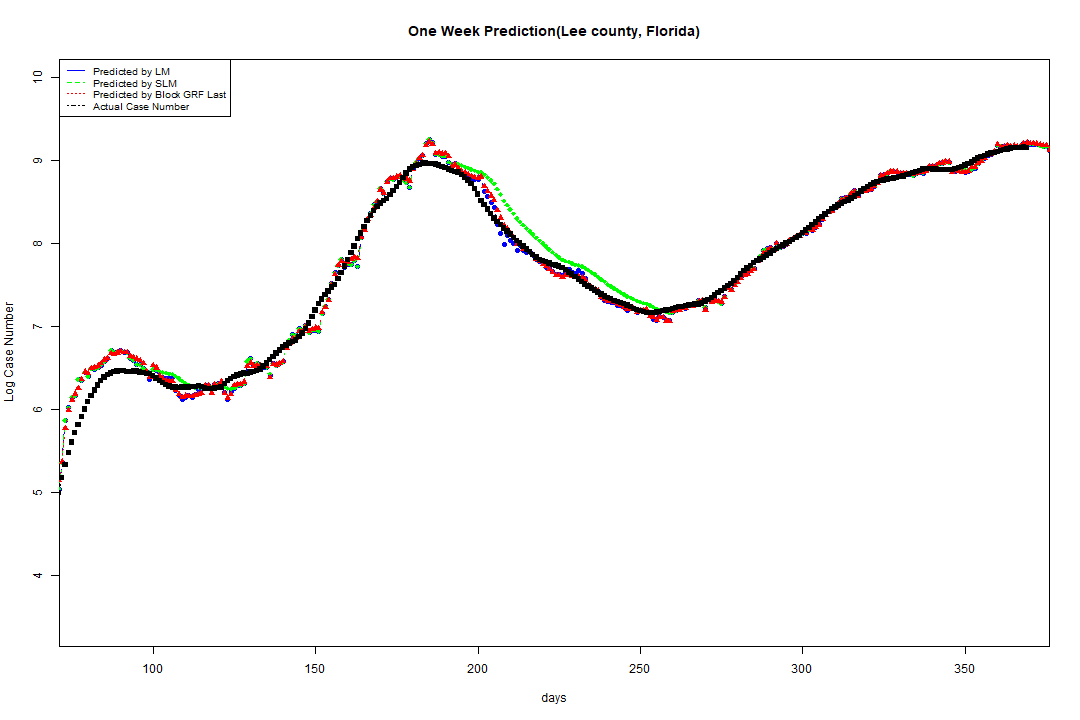 One Week Prediction(Lee county, Florida)
Predicted by LM
Predicted by SLM
Predicted by Block GRF Last
Actual Case Number
10
9
8
7
6
5
4
Log Case Number
100 150 200 250 300 350
days